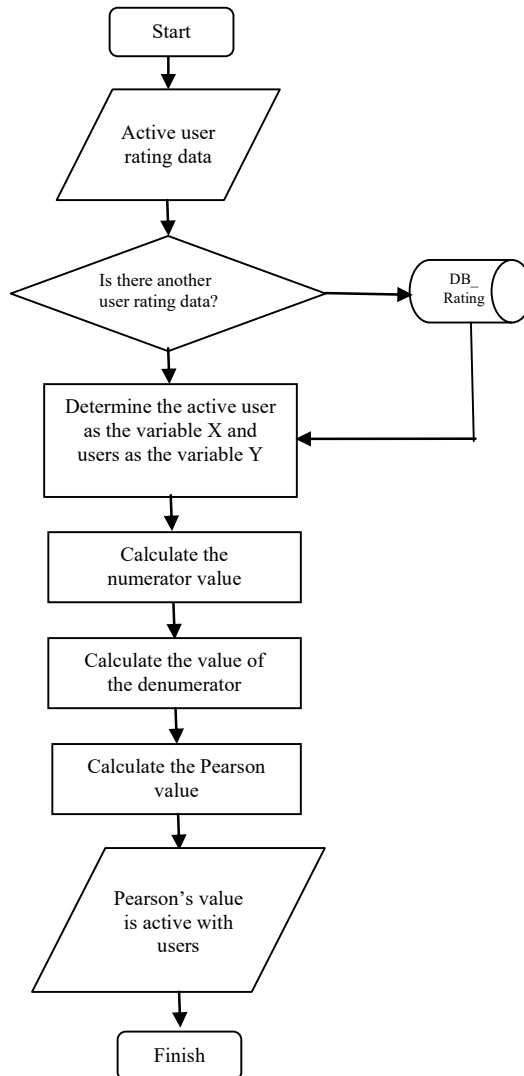 Start
Active user
rating data
Is there another
user rating data?
DB_
Rating
Determine the active user
as the variable X and
users as the variable Y
Calculate the
numerator value
Calculate the value of
the denumerator
Calculate the Pearson
value
Pearson's value
is active with
users
Finish